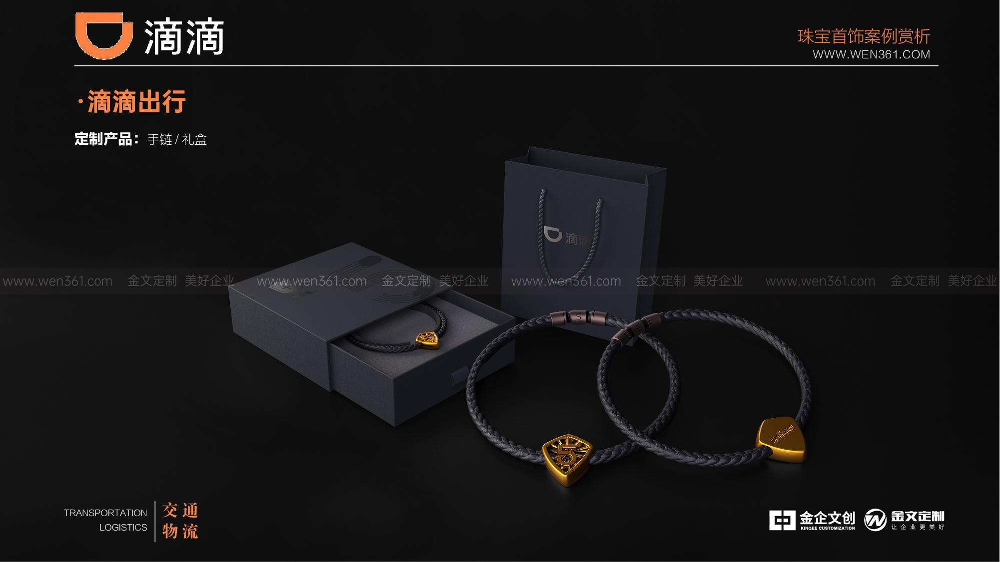 滴滴
珠宝首饰案例赏析
WWW.WEN361.COM
·滴滴出行
定制产品：手链 / 礼盒
滴滴
www.wen361.com 金文定制 美好企业 www.wen361.com 金文定制 美好企业 www.wen361.com 金文定制 美好企业 www.wen361.com 金文定制 美好企业
5
5
Safety
TRANSPORTATION
LOGISTICS
交通
物流
金企文创
KINQEE CUSTOMIZATION
金文定制
让企业更美好